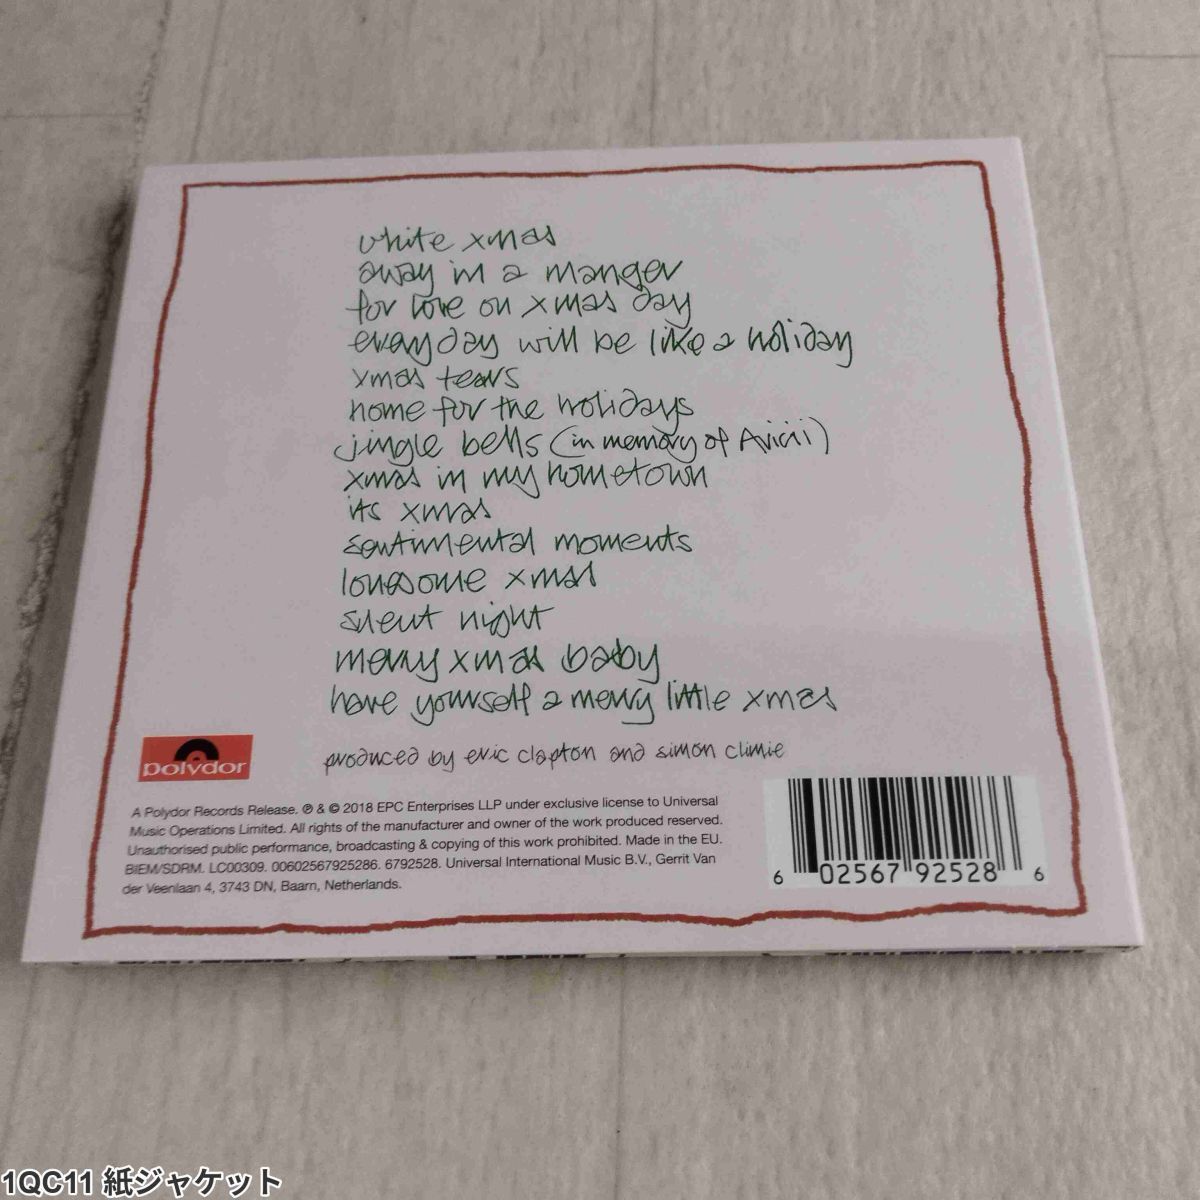 white xmas
away in a manger
for love on xmas day
everyday will be like a holiday
xmas tears
home for the holidays
jingle bells (in memory of Avicii)
xmas in my hometown
its xmas
sentimental moments
lonesome xmas
silent night
merry xmas baby
have yourself a merry little xmas
produced by eric clapton and simon climie
polydor
A Polydor Records Release. ℗ & © 2018 EPC Enterprises LLP under exclusive license to Universal
Music Operations Limited. All rights of the manufacturer and owner of the work produced reserved.
Unauthorised public performance, broadcasting & copying of this work prohibited. Made in the EU.
BIEM/SDRM. LC00309. 00602567925286. 6792528. Universal International Music B.V., Gerrit Van
der Veenlaan 4, 3743 DN, Baarn, Netherlands.
6 02567 92528 6
1QC11 紙ジャケット